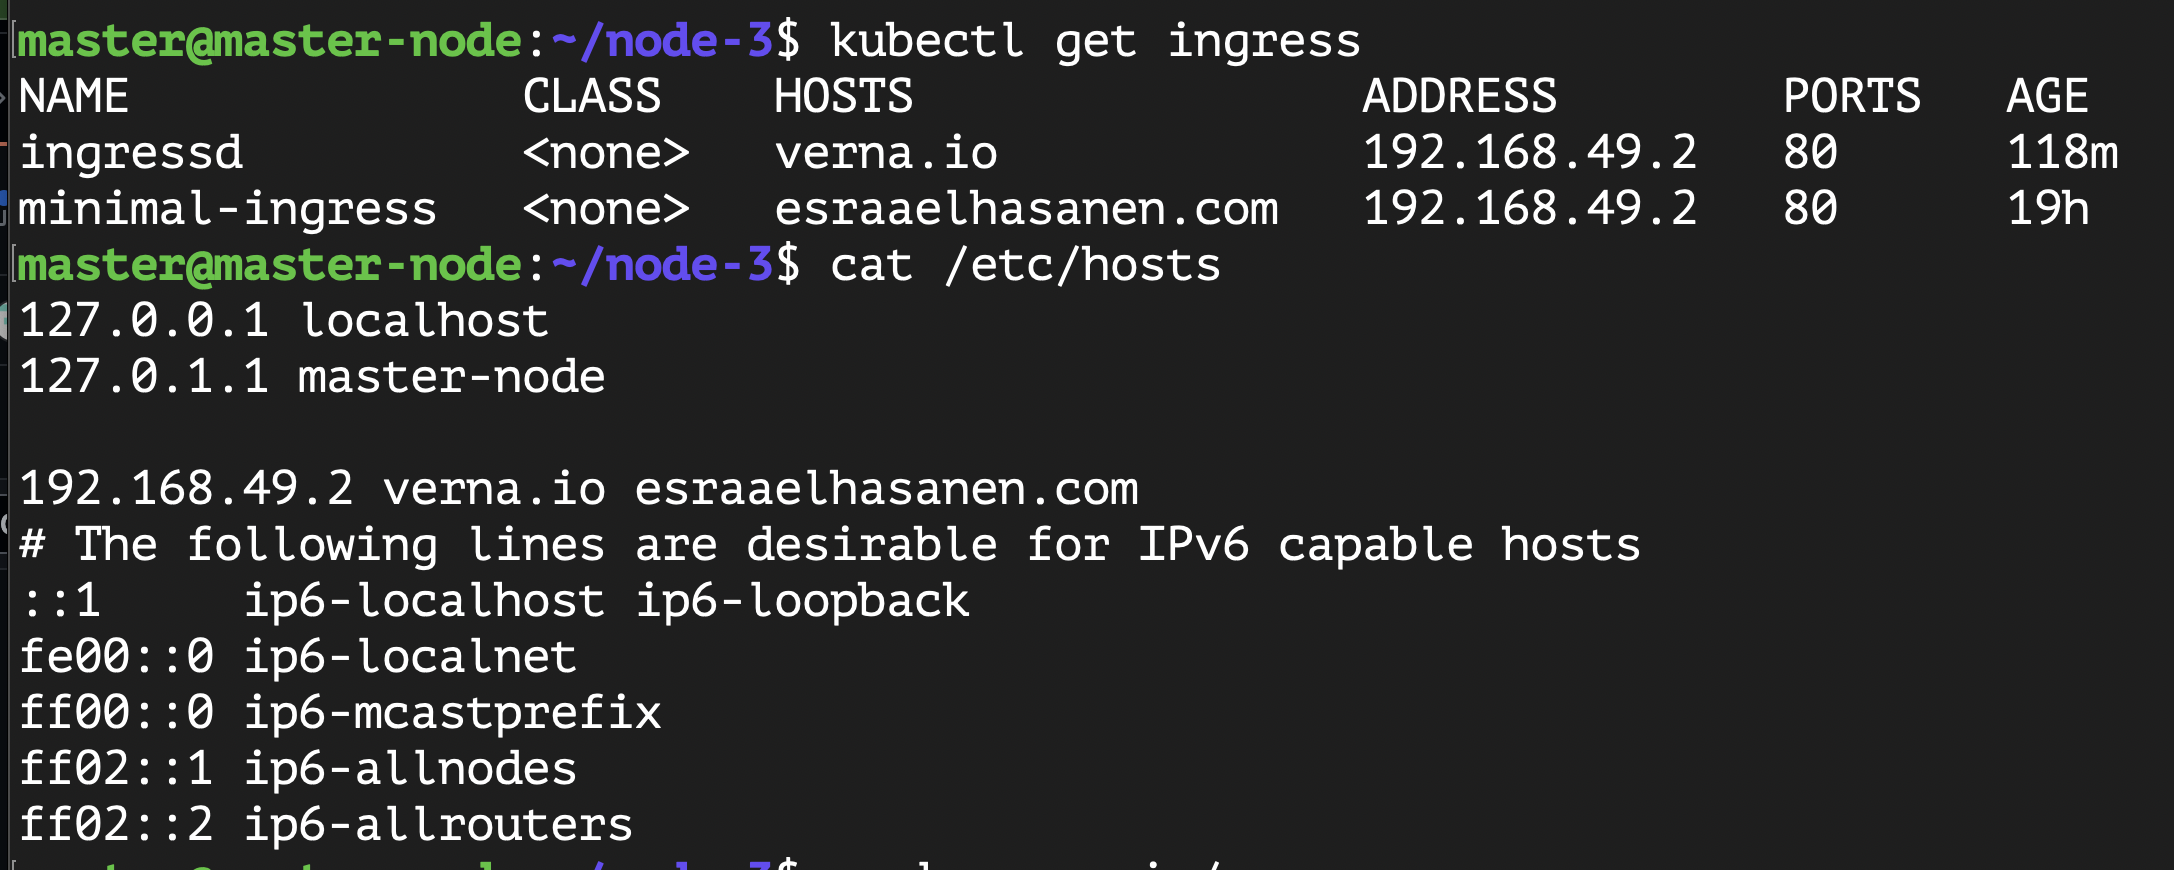 master@master-node:~/node-3$ kubectl get ingress
NAME CLASS HOSTS ADDRESS PORTS AGE
ingressd <none> verna.io 192.168.49.2 80 118m
minimal-ingress <none> esraaelhasanen.com 192.168.49.2 80 19h
master@master-node:~/node-3$ cat /etc/hosts
127.0.0.1 localhost
127.0.1.1 master-node
192.168.49.2 verna.io esraaelhasanen.com
# The following lines are desirable for IPv6 capable hosts
::1 ip6-localhost ip6-loopback
fe00::0 ip6-localnet
ff00::0 ip6-mcastprefix
ff02::1 ip6-allnodes
ff02::2 ip6-allrouters